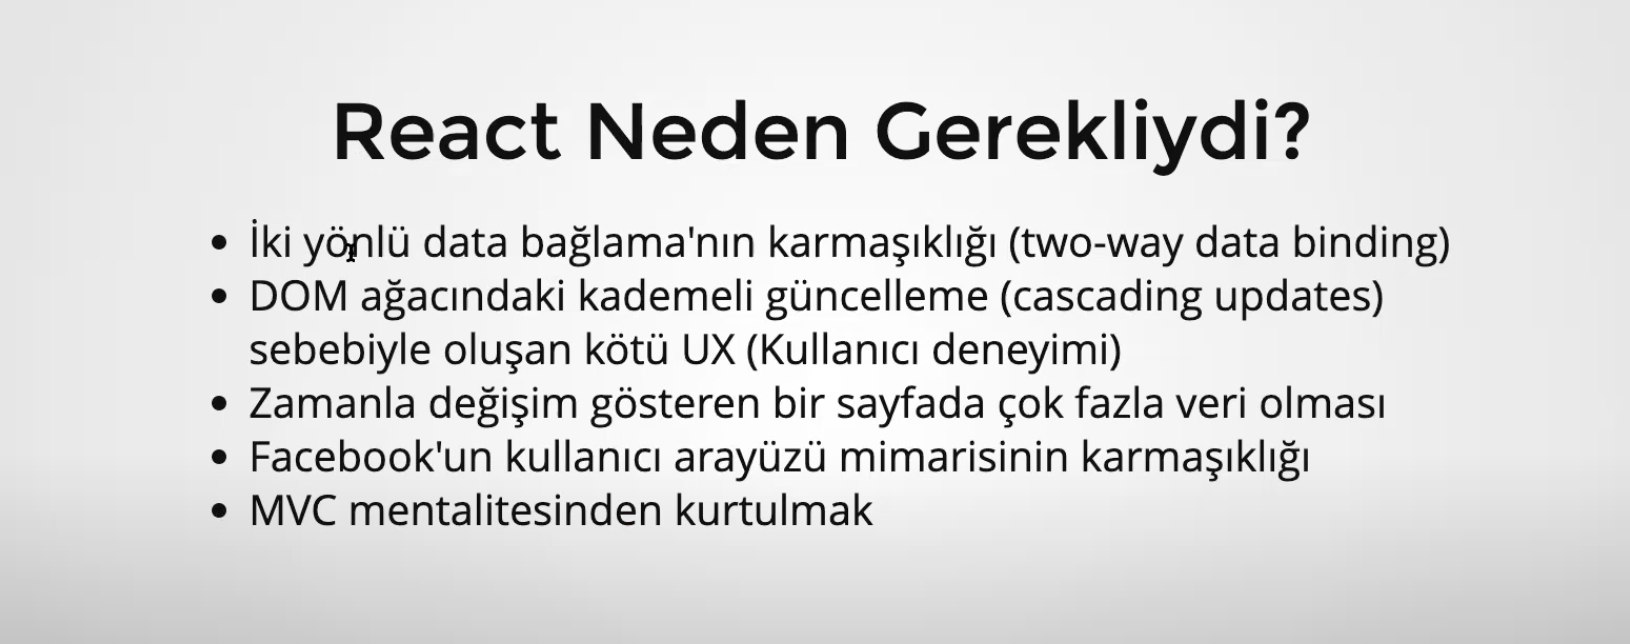 React Neden Gerekliydi?
• İki yönlü data bağlama'nın karmaşıklığı (two-way data binding)
• DOM ağacındaki kademeli güncelleme (cascading updates)
sebebiyle oluşan kötü UX (Kullanıcı deneyimi)
• Zamanla değişim gösteren bir sayfada çok fazla veri olması
• Facebook'un kullanıcı arayüzü mimarisinin karmaşıklığı
• MVC mentalitesinden kurtulmak